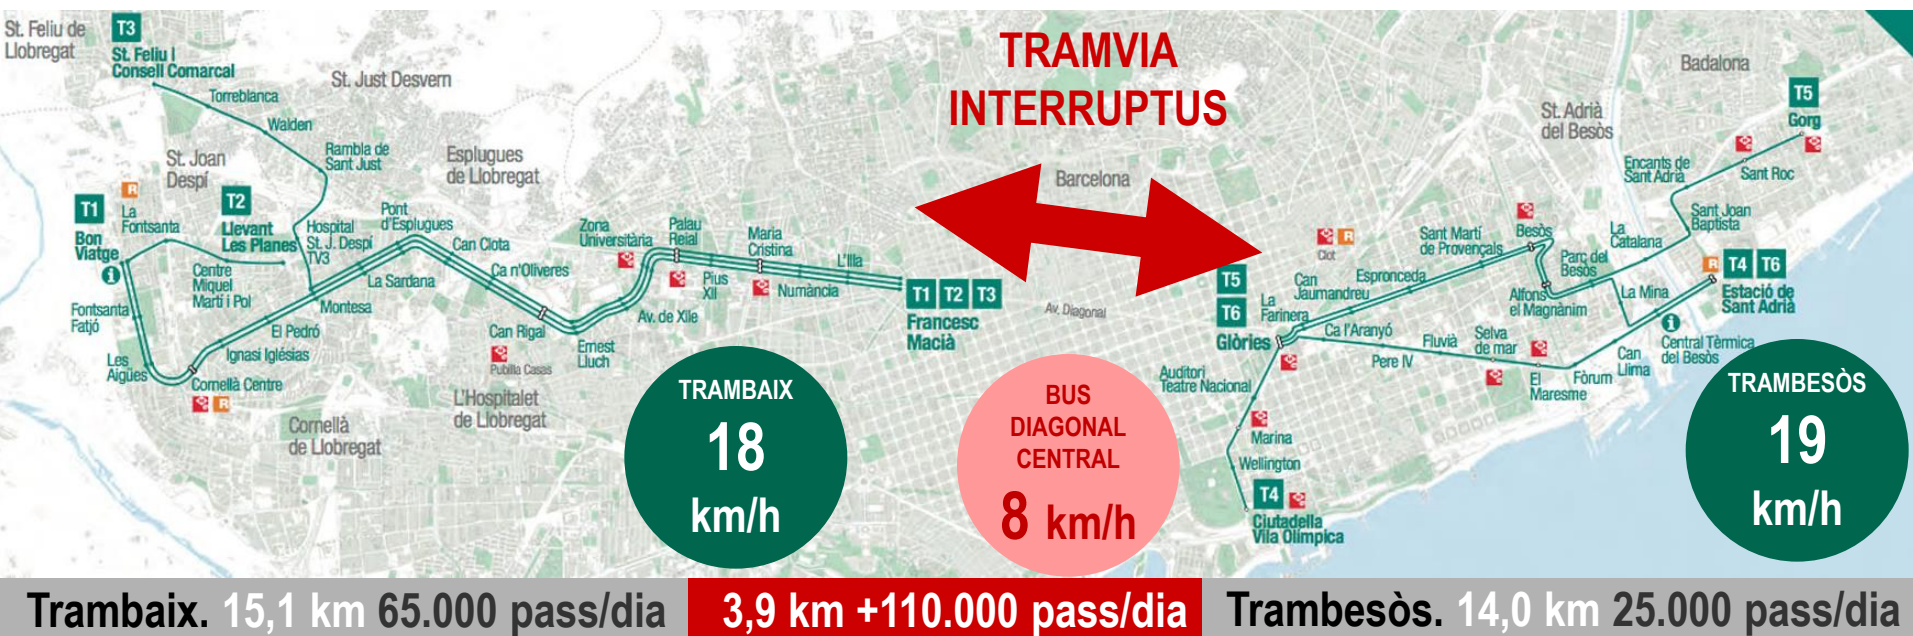 St. Feliu de
Llobregat
T3
St. Feliu I
Consell Comarcal
Torreblanca
Walden
St. Just Desvern
Rambla de
Sant Just
St. Joan
Despí
Esplugues
de Llobregat
T1
Bon
Viatge
i
R
La
Fontsanta
T2
Llevant
Les Planes
Centre
Miquel
Martí i Pol
Hospital
St. J. Despí
TV3
Pont
d'Esplugues
Can Clota
La Sardana
Ca n'Oliveres
Montesa
El Pedró
Ignasi Iglésias
Fontsanta
Fatjó
Les
Aigües
Cornellà Centre
R
Cornellà
de Llobregat
L'Hospitalet
de Llobregat
Can Rigal
Pubilla Casas
Ernest
Lluch
Av. de Xile
Zona
Universitària
Palau
Reial
Pius
XII
Maria
Cristina
Numància
L'Illa
T1 T2 T3
Francesc
Macià
TRAMVIA
INTERRUPTUS
Barcelona
Av. Diagonal
T5
T6
Glòries
La
Farinera
Can
Jaumandreu
Clot
R
Espronceda
Sant Martí
de Provençals
Besòs
Alfons
el Magnànim
Parc del
Besòs
La
Catalana
Sant Joan
Baptista
Encants de
Sant Adrià
Sant Roc
T5
Gorg
Badalona
St. Adrià
del Besòs
R
T4 T6
Estació de
Sant Adrià
La Mina
i
Central Tèrmica
del Besòs
Can
Llima
Fòrum
El
Maresme
Selva
de mar
Fluvià
Pere IV
Ca l'Aranyó
Auditori
Teatre Nacional
Marina
Wellington
T4
Ciutadella
Vila Olímpica
TRAMBAIX
18
km/h
BUS
DIAGONAL
CENTRAL
8 km/h
TRAMBESÒS
19
km/h
Trambaix. 15,1 km 65.000 pass/dia
3,9 km +110.000 pass/dia
Trambesòs. 14,0 km 25.000 pass/dia